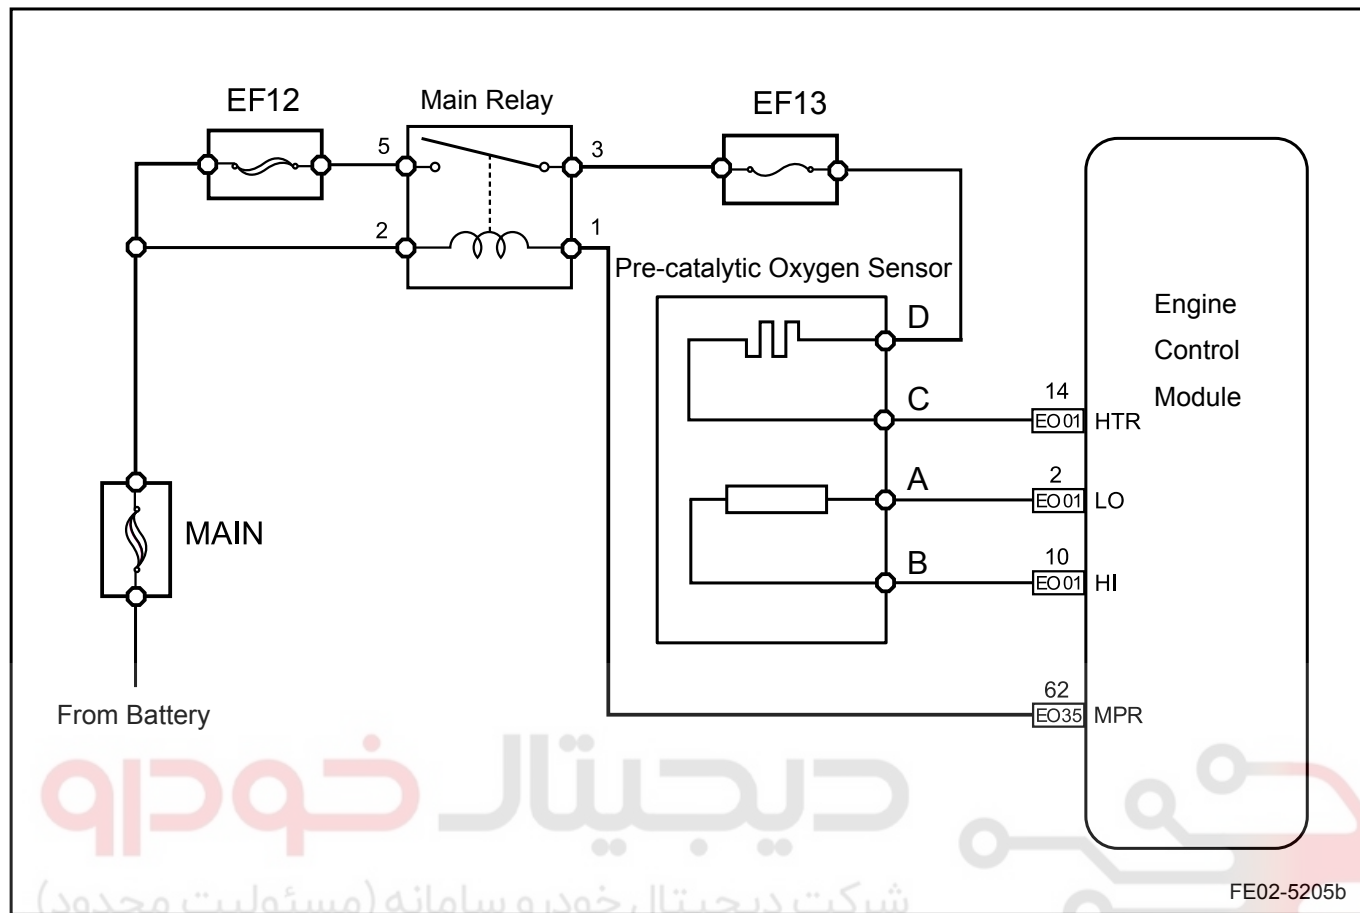 EF12
Main Relay
EF13
5
3
2
1
Pre-catalytic Oxygen Sensor
D
Engine
Control
Module
C
14
EO01 HTR
A
2
EO01 LO
MAIN
B
10
EO01 HI
62
EO35 MPR
From Battery
دیجیتال خودرو
شرکت دیجیتال خودرو سامانه (مسئولیت محدود)
FE02-5205b